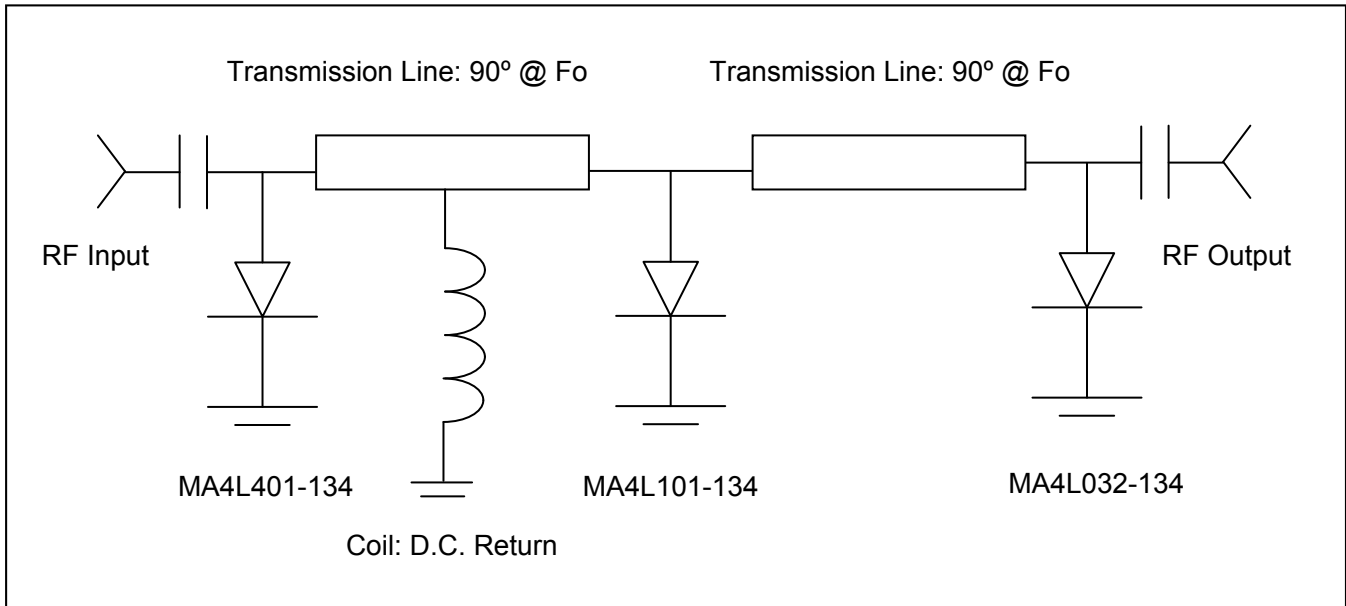 Transmission Line: 90º @ Fo
Transmission Line: 90º @ Fo
RF Input
RF Output
MA4L401-134
MA4L101-134
MA4L032-134
Coil: D.C. Return